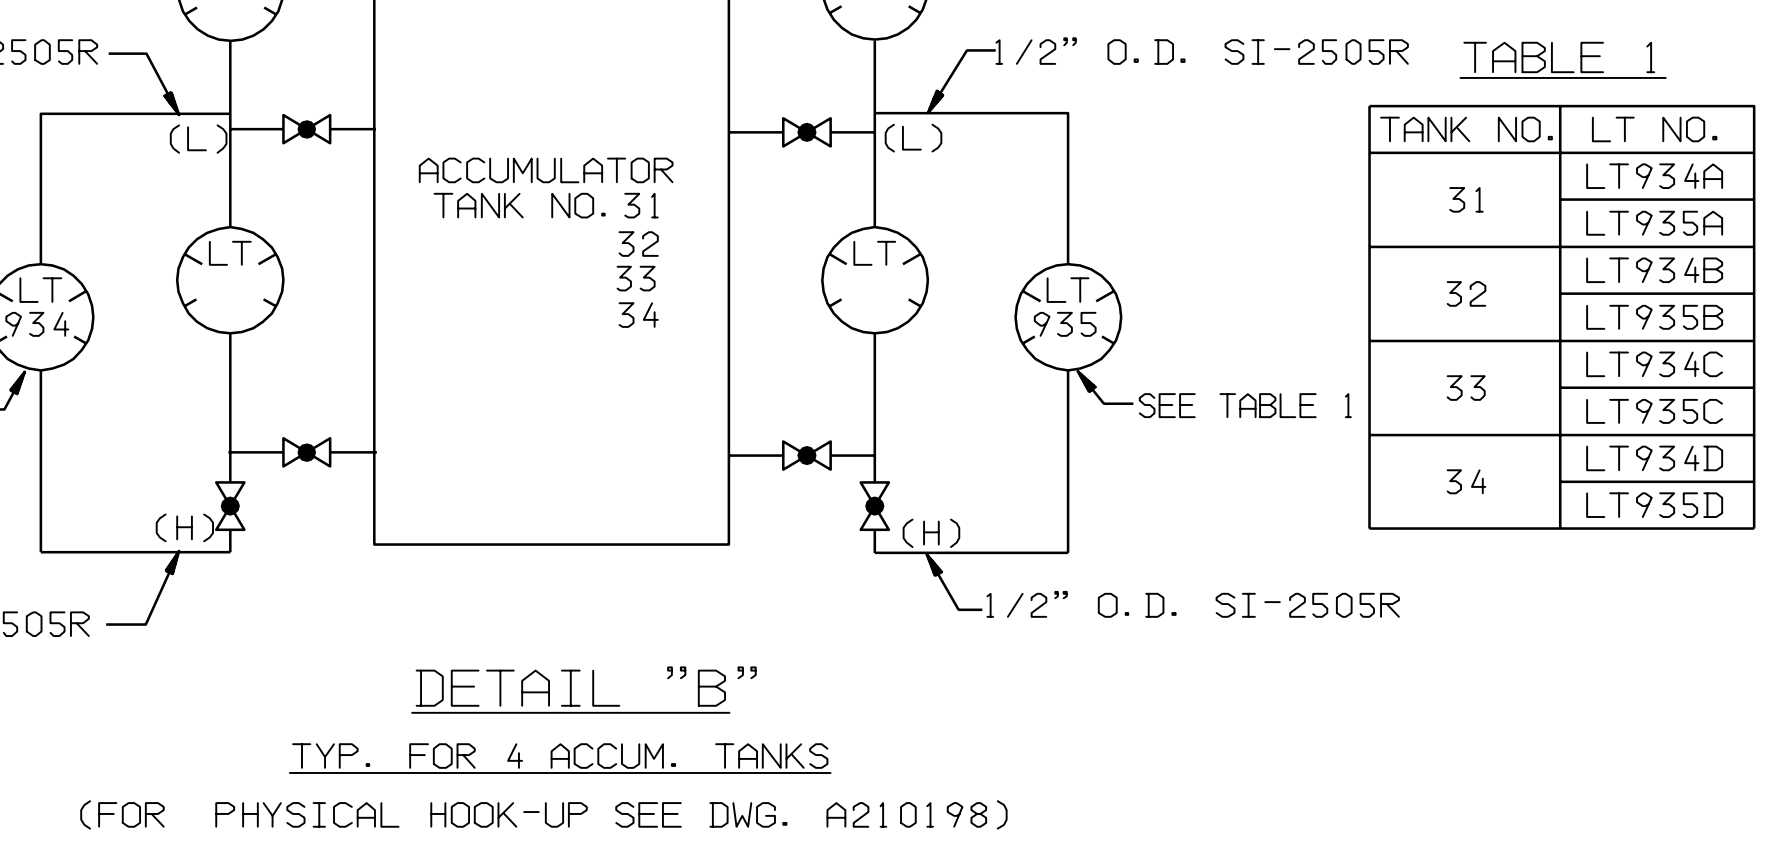 2505R
1/2" O.D. SI-2505R
TABLE 1
TANK NO. LT NO.
31 LT934A
LT935A
32 LT934B
LT935B
33 LT934C
LT935C
34 LT934D
LT935D
(L)
(L)
ACCUMULATOR
TANK NO. 31
32
33
34
LT
LT
LT
934
LT
935
SEE TABLE 1
(H)
(H)
505R
1/2" O.D. SI-2505R
DETAIL "B"
TYP. FOR 4 ACCUM. TANKS
(FOR PHYSICAL HOOK-UP SEE DWG. A210198)